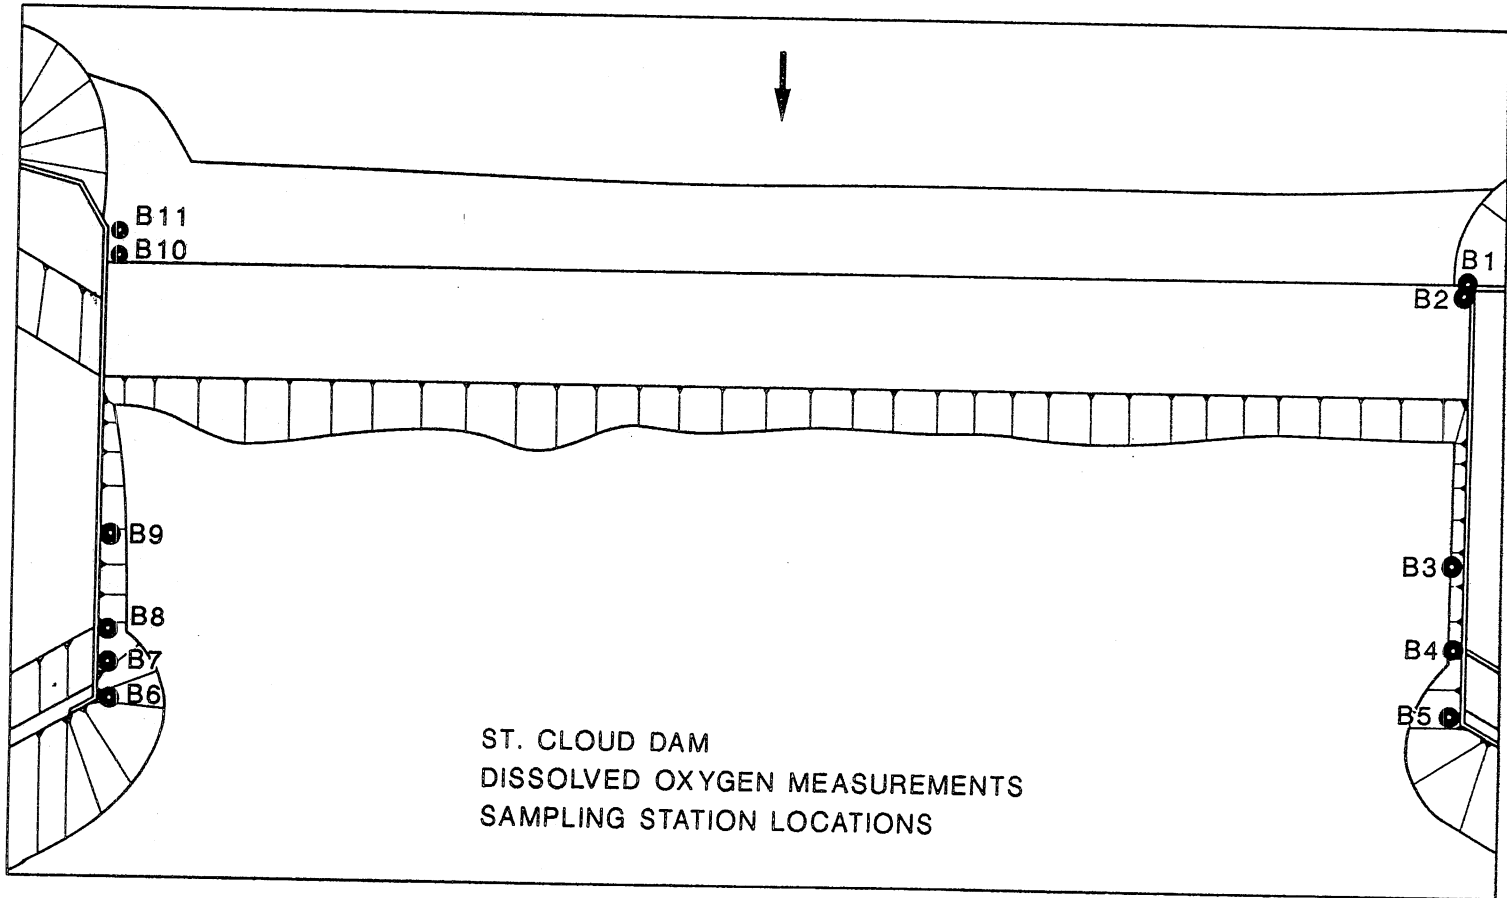 B11
B10
B1
B2
B9
B3
B8
B4
B7
B6
B5
ST. CLOUD DAM
DISSOLVED OXYGEN MEASUREMENTS
SAMPLING STATION LOCATIONS